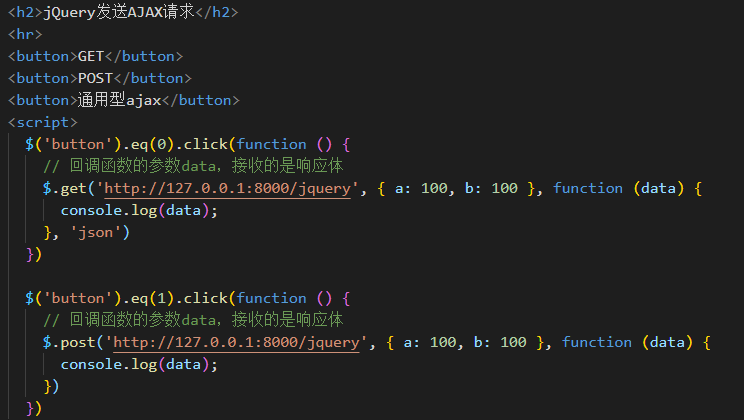 <h2>jQuery发送AJAX请求</h2>
<hr>
<button>GET</button>
<button>POST</button>
<button>通用型ajax</button>
<script>
$('button').eq(0).click(function () {
// 回调函数的参数data，接收的是响应体
$.get('http://127.0.0.1:8000/jquery', { a: 100, b: 100 }, function (data) {
console.log(data);
}, 'json')
})
$('button').eq(1).click(function () {
// 回调函数的参数data，接收的是响应体
$.post('http://127.0.0.1:8000/jquery', { a: 100, b: 100 }, function (data) {
console.log(data);
})
})